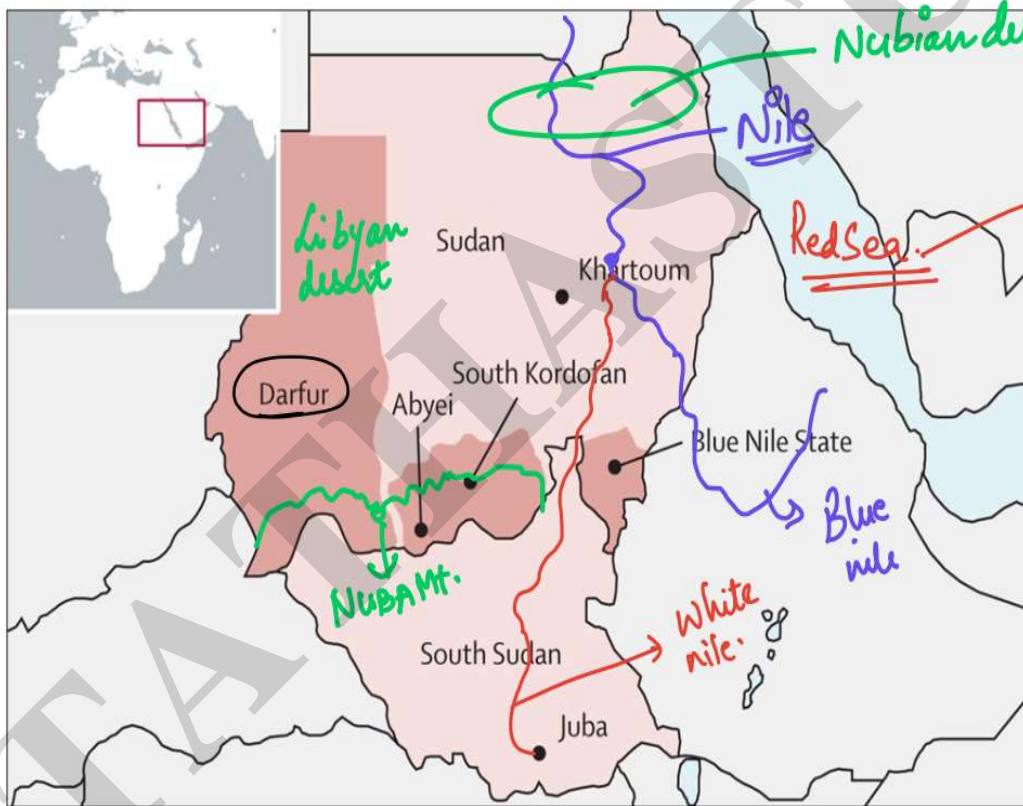 Nubian de
Nile
Red Sea.
Libyan
desert
Sudan
Khartoum
South Kordofan
Darfur
Abyei
Blue Nile State
Blue
nile
NUBA Mt.
White
nile.
South Sudan
Juba